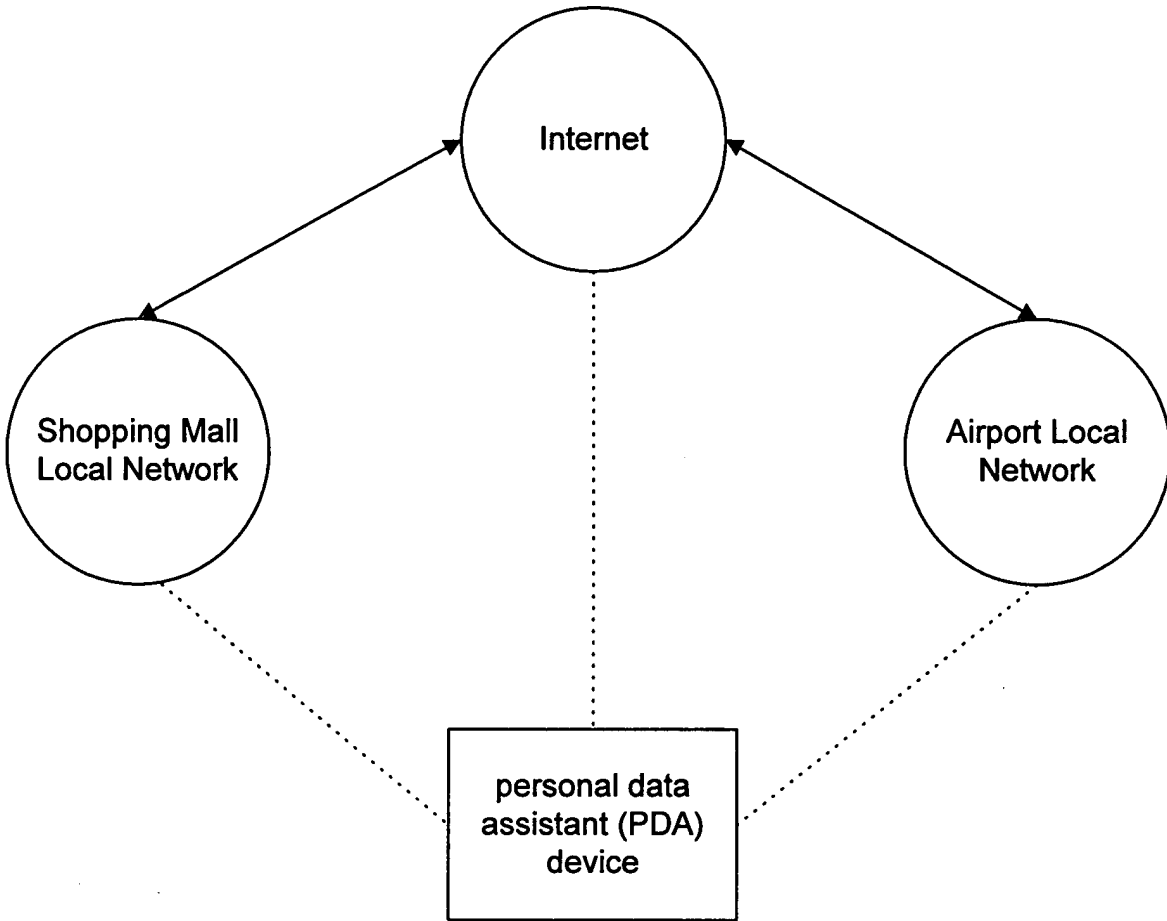 Internet
Shopping Mall
Local Network
Airport Local
Network
personal data
assistant (PDA)
device